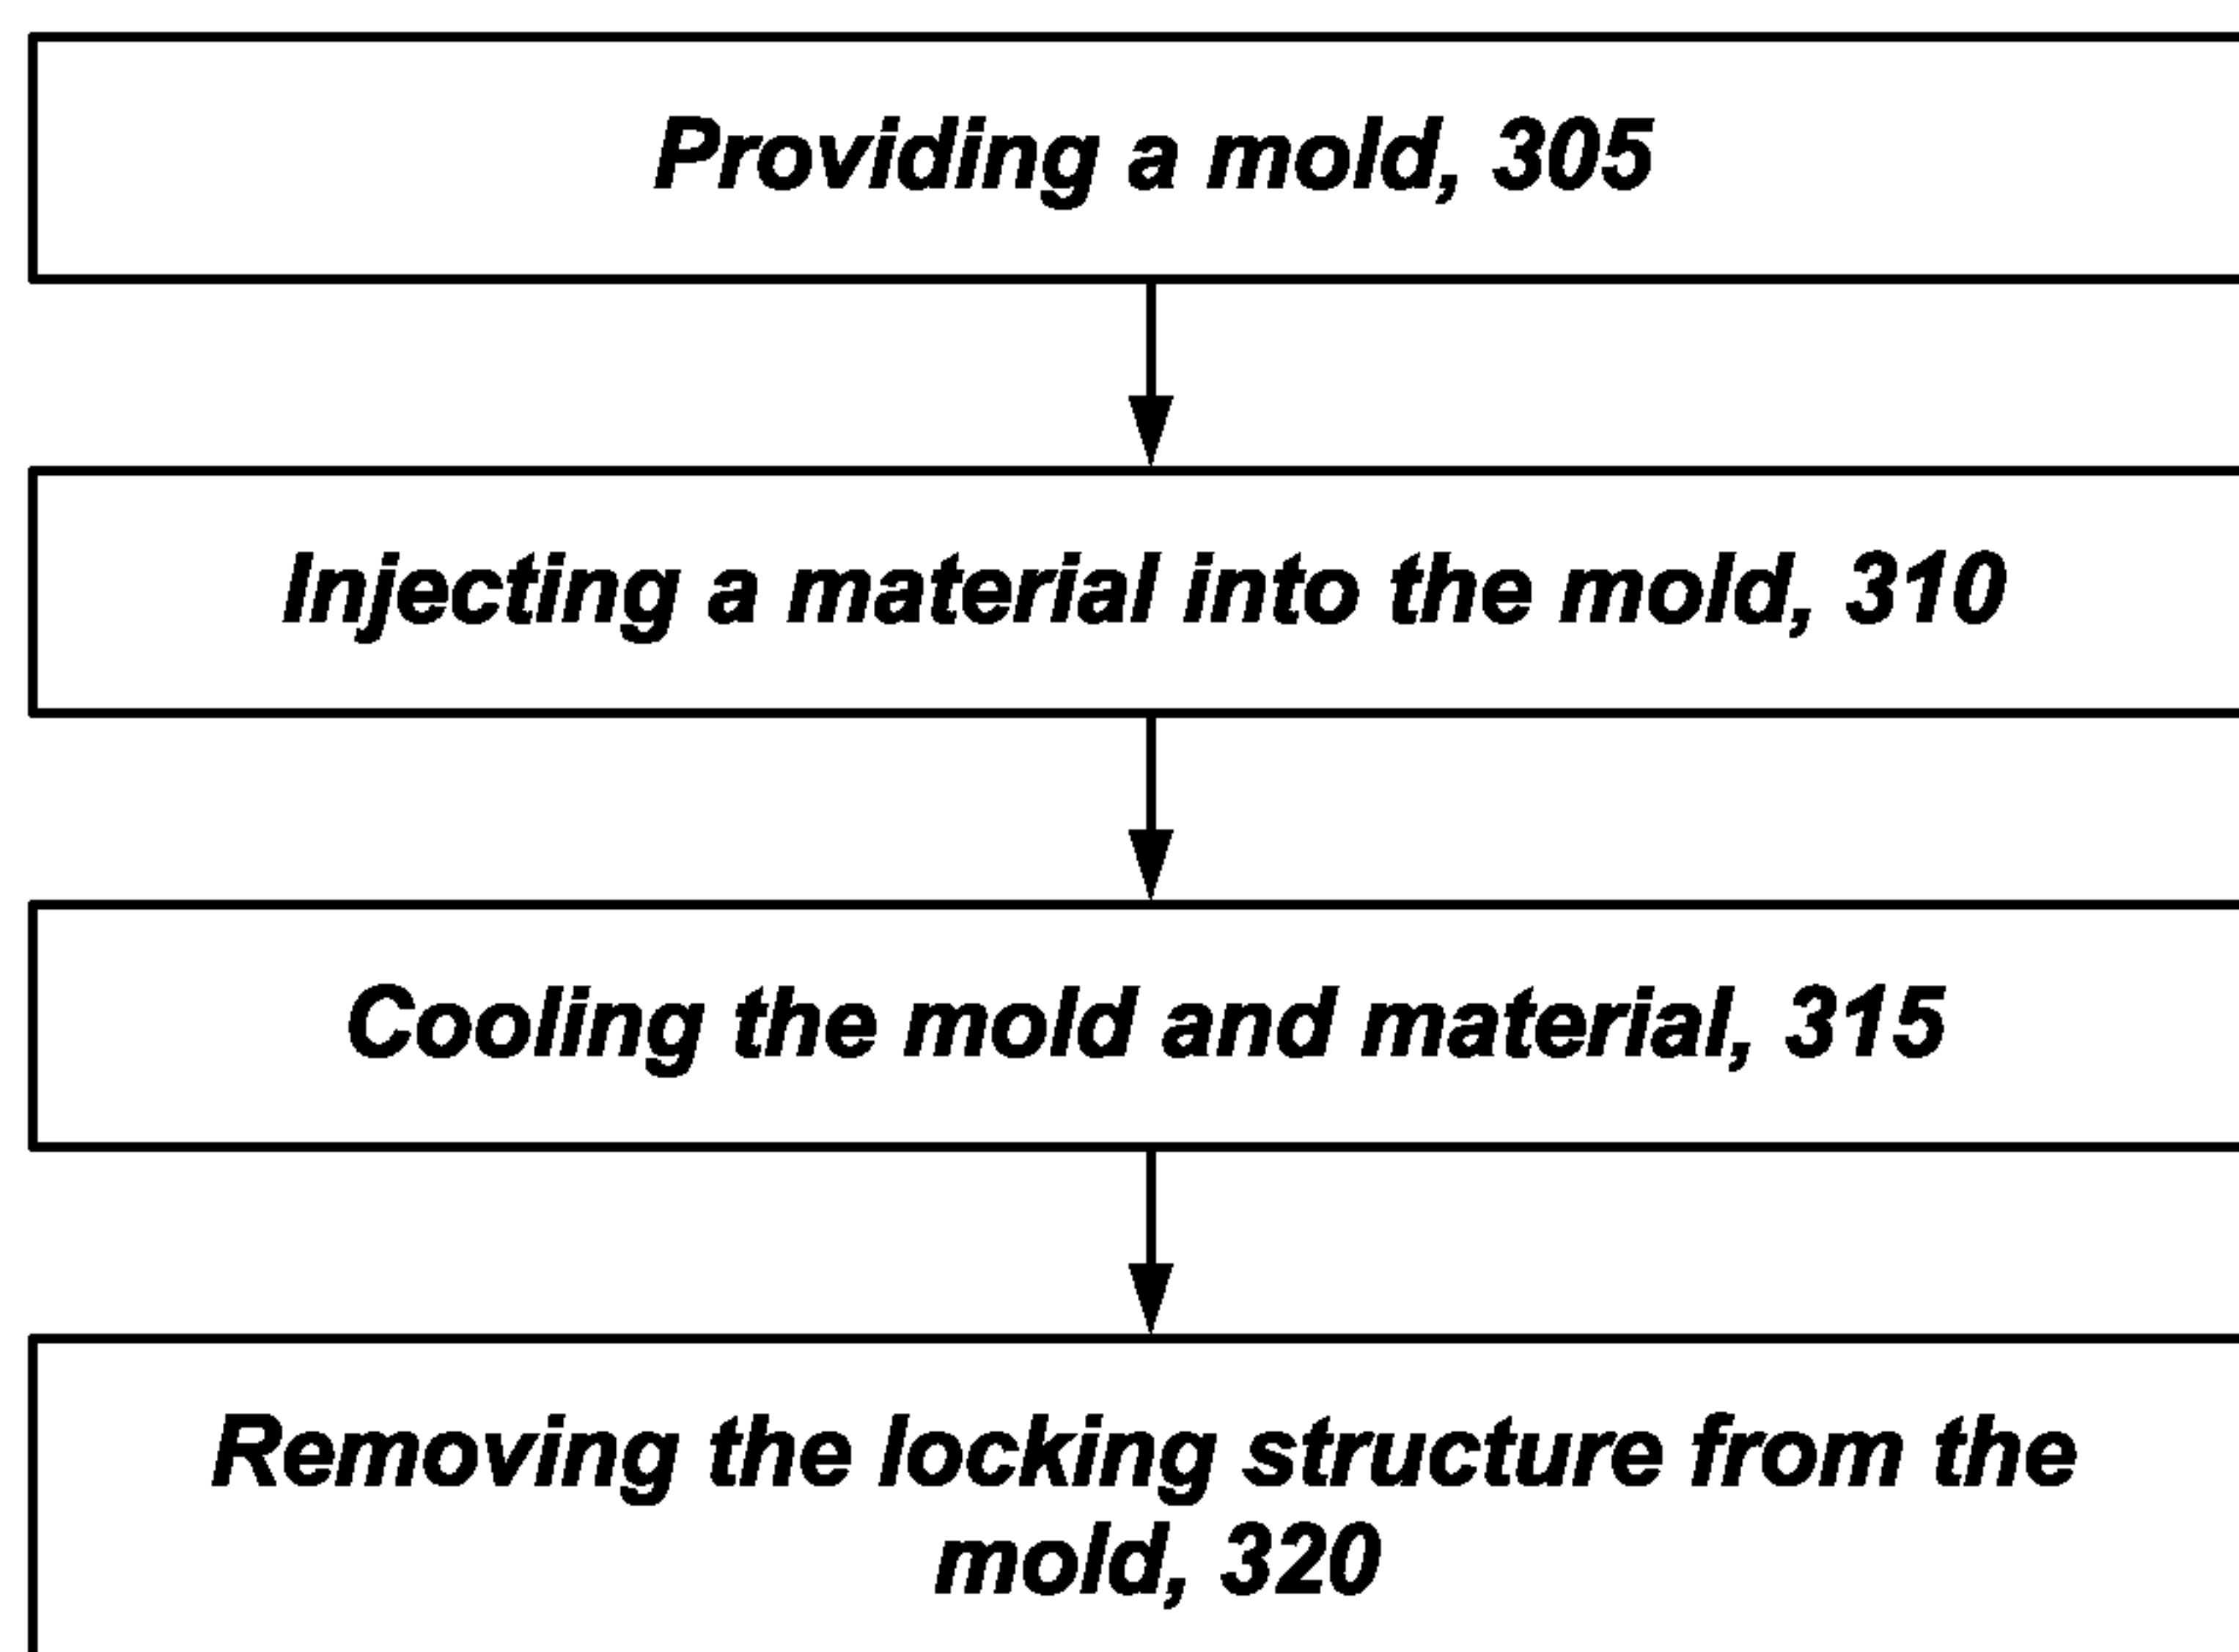 Providing a mold, 305
Injecting a material into the mold, 310
Cooling the mold and material, 315
Removing the locking structure from the
mold, 320